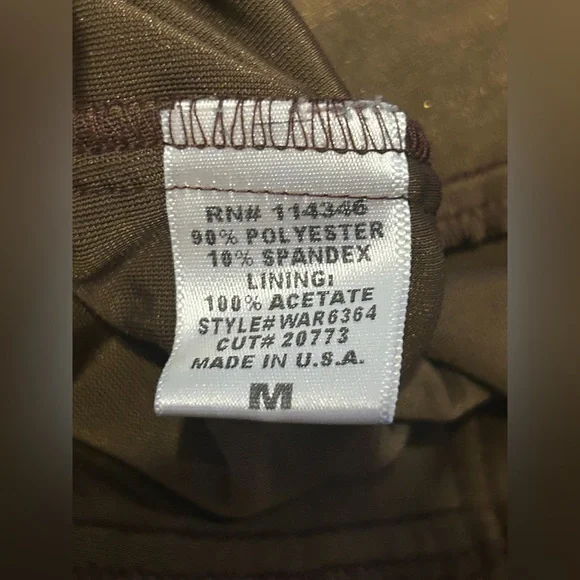 RN# 114346
90% POLYESTER
10% SPANDEX
LINING:
100% ACETATE
STYLE# WAR6364
CUT# 20773
MADE IN U.S.A.
M